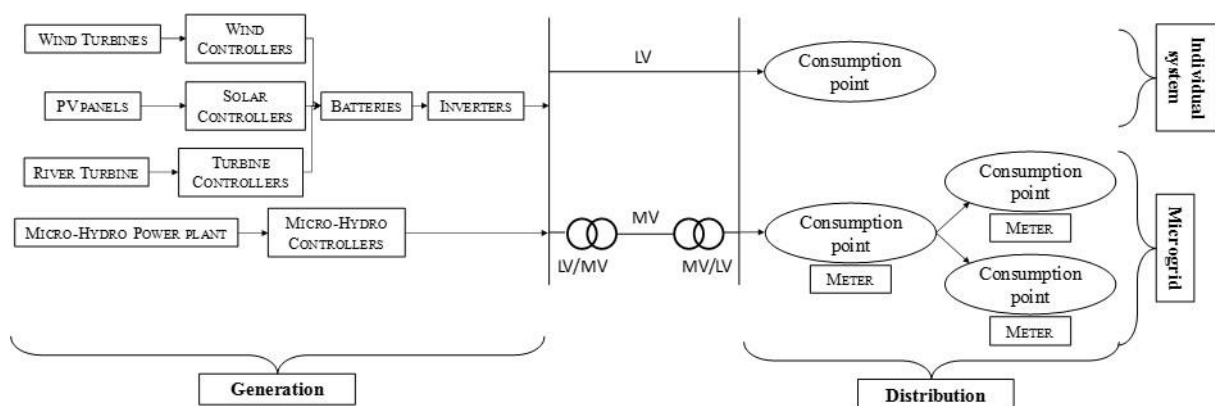 WIND TURBINES
WIND
CONTROLLERS
PV PANELS
SOLAR
CONTROLLERS
BATTERIES
INVERTERS
RIVER TURBINE
TURBINE
CONTROLLERS
MICRO-HYDRO POWER PLANT
MICRO-HYDRO
CONTROLLERS
LV
MV
LV/MV
MV/LV
Consumption
point
Consumption
point
METER
Consumption
point
METER
Consumption
point
METER
Individual
system
Microgrid
Generation
Distribution